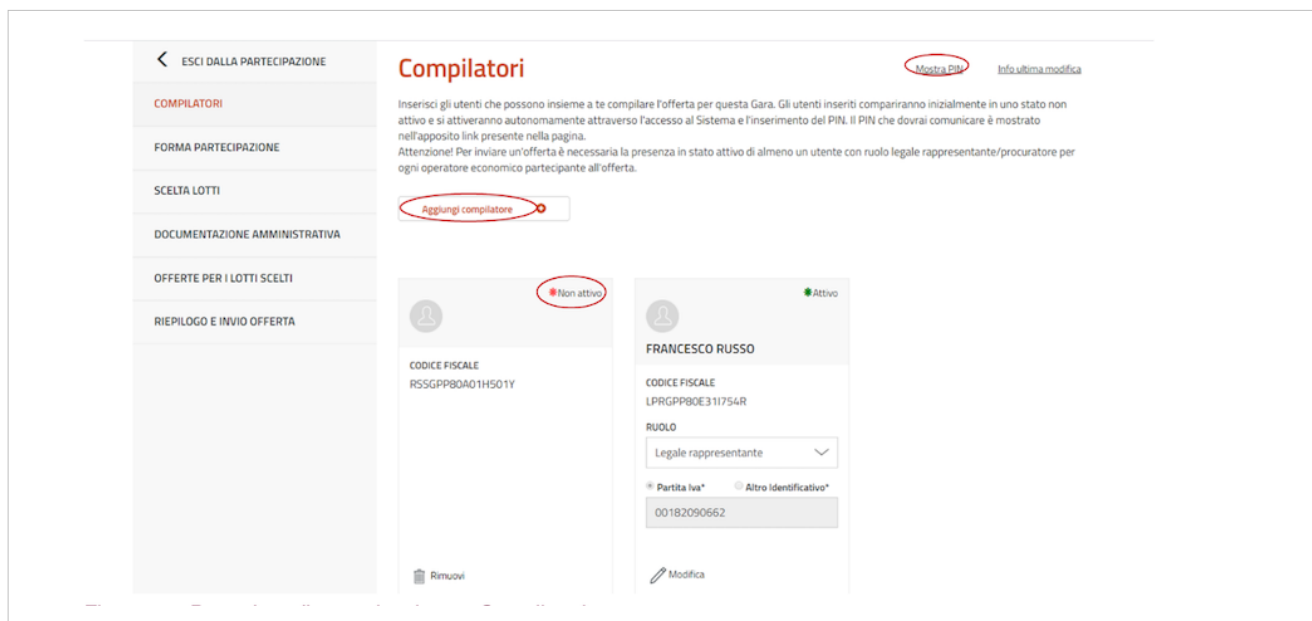 ESCI DALLA PARTECIPAZIONE
COMPILATORI
FORMA PARTECIPAZIONE
SCELTA LOTTI
DOCUMENTAZIONE AMMINISTRATIVA
OFFERTE PER I LOTTI SCELTI
RIEPILOGO E INVIO OFFERTA
Compilatori
Mostra PIN
Info ultima modifica
Inserisci gli utenti che possono insieme a te compilare l'offerta per questa Gara. Gli utenti inseriti compariranno inizialmente in uno stato non
attivo e si attiveranno autonomamente attraverso l'accesso al Sistema e l'inserimento del PIN. Il PIN che dovrai comunicare è mostrato
nell'apposito link presente nella pagina.
Attenzione! Per inviare un'offerta è necessaria la presenza in stato attivo di almeno un utente con ruolo legale rappresentante/procuratore per
ogni operatore economico partecipante all'offerta.
Aggiungi compilatore
Non attivo
CODICE FISCALE
RSSGPP80A01H501Y
Rimuovi
Attivo
FRANCESCO RUSSO
CODICE FISCALE
LPRGPP80E31I754R
RUOLO
Legale rappresentante
Partita Iva*
Altro Identificativo*
00182090662
Modifica